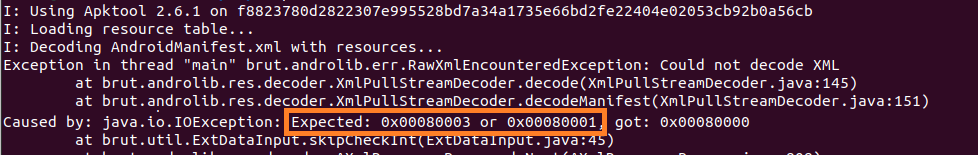 I: Using Apktool 2.6.1 on f8823780d2822307e995528bd7a34a1735e66bd2fe22404e02053cb92b0a56cb
I: Loading resource table...
I: Decoding AndroidManifest.xml with resources...
Exception in thread "main" brut.androlib.err.RawXmlEncounteredException: Could not decode XML
at brut.androlib.res.decoder.XmlPullStreamDecoder.decode(XmlPullStreamDecoder.java:145)
at brut.androlib.res.decoder.XmlPullStreamDecoder.decodeManifest(XmlPullStreamDecoder.java:151)
Caused by: java.io.IOException: Expected: 0x00080003 or 0x00080001, got: 0x00080000
at brut.util.ExtDataInput.skipCheckInt(ExtDataInput.java:45)